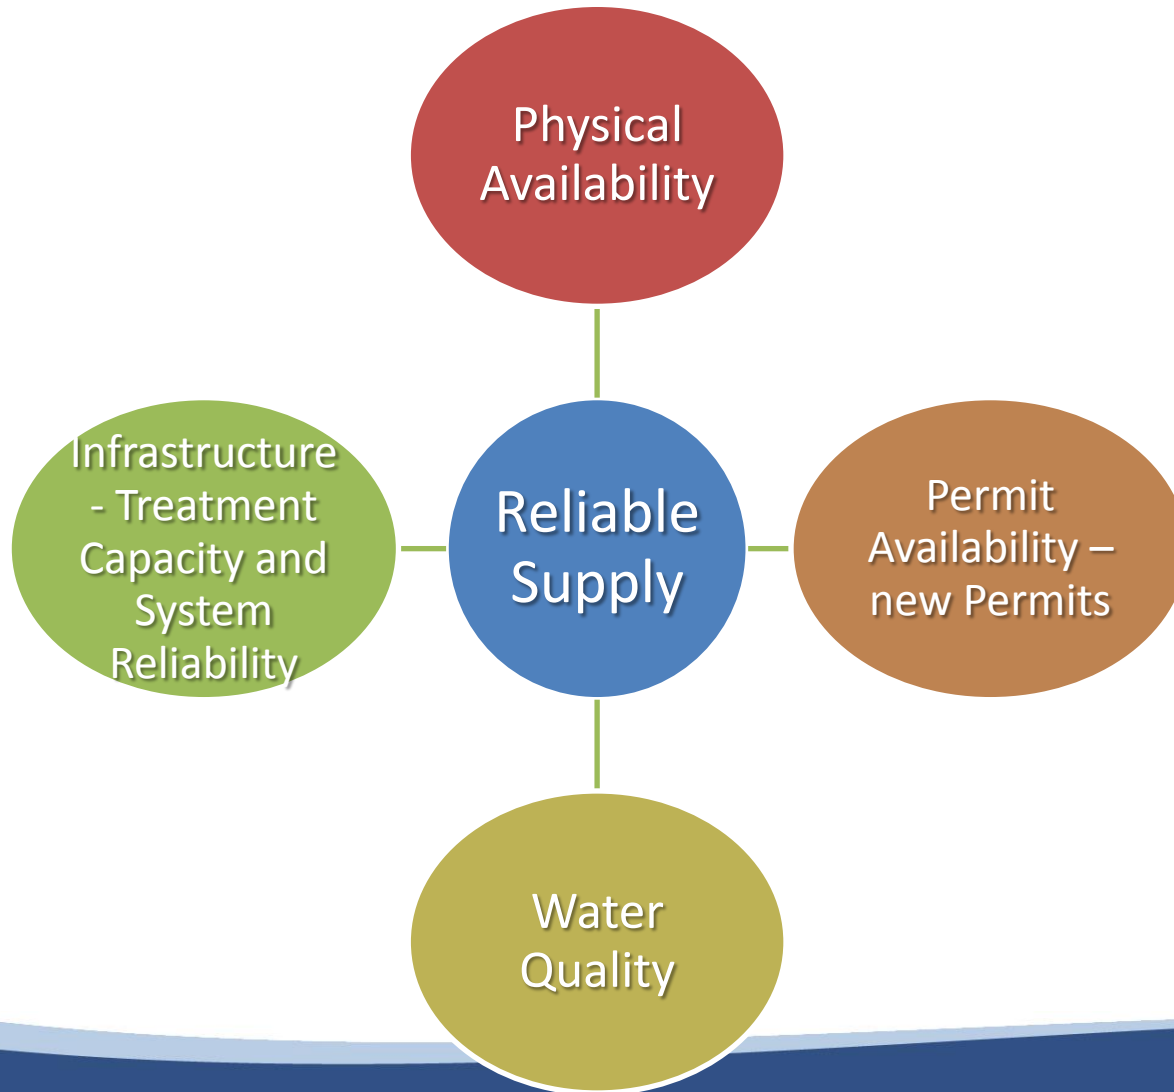 Physical
Availability
Infrastructure
- Treatment
Capacity and
System
Reliability
Reliable
Supply
Permit
Availability –
new Permits
Water
Quality